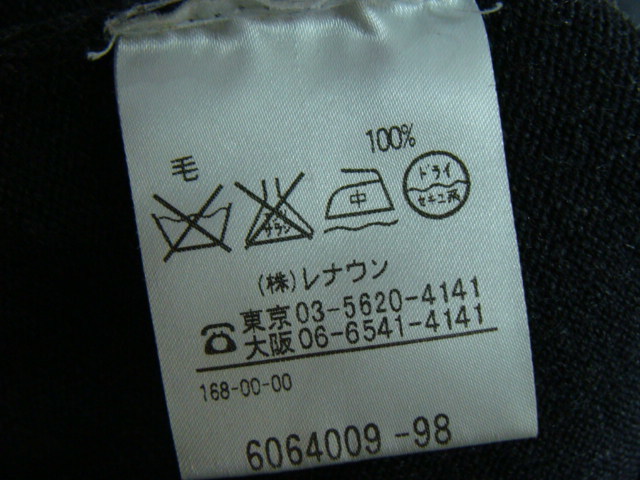 毛 100%
中
ドライ
セキユ系
(株)レナウン
☎東京03-5620-4141
大阪06-6541-4141
168-00-00
6064009-98